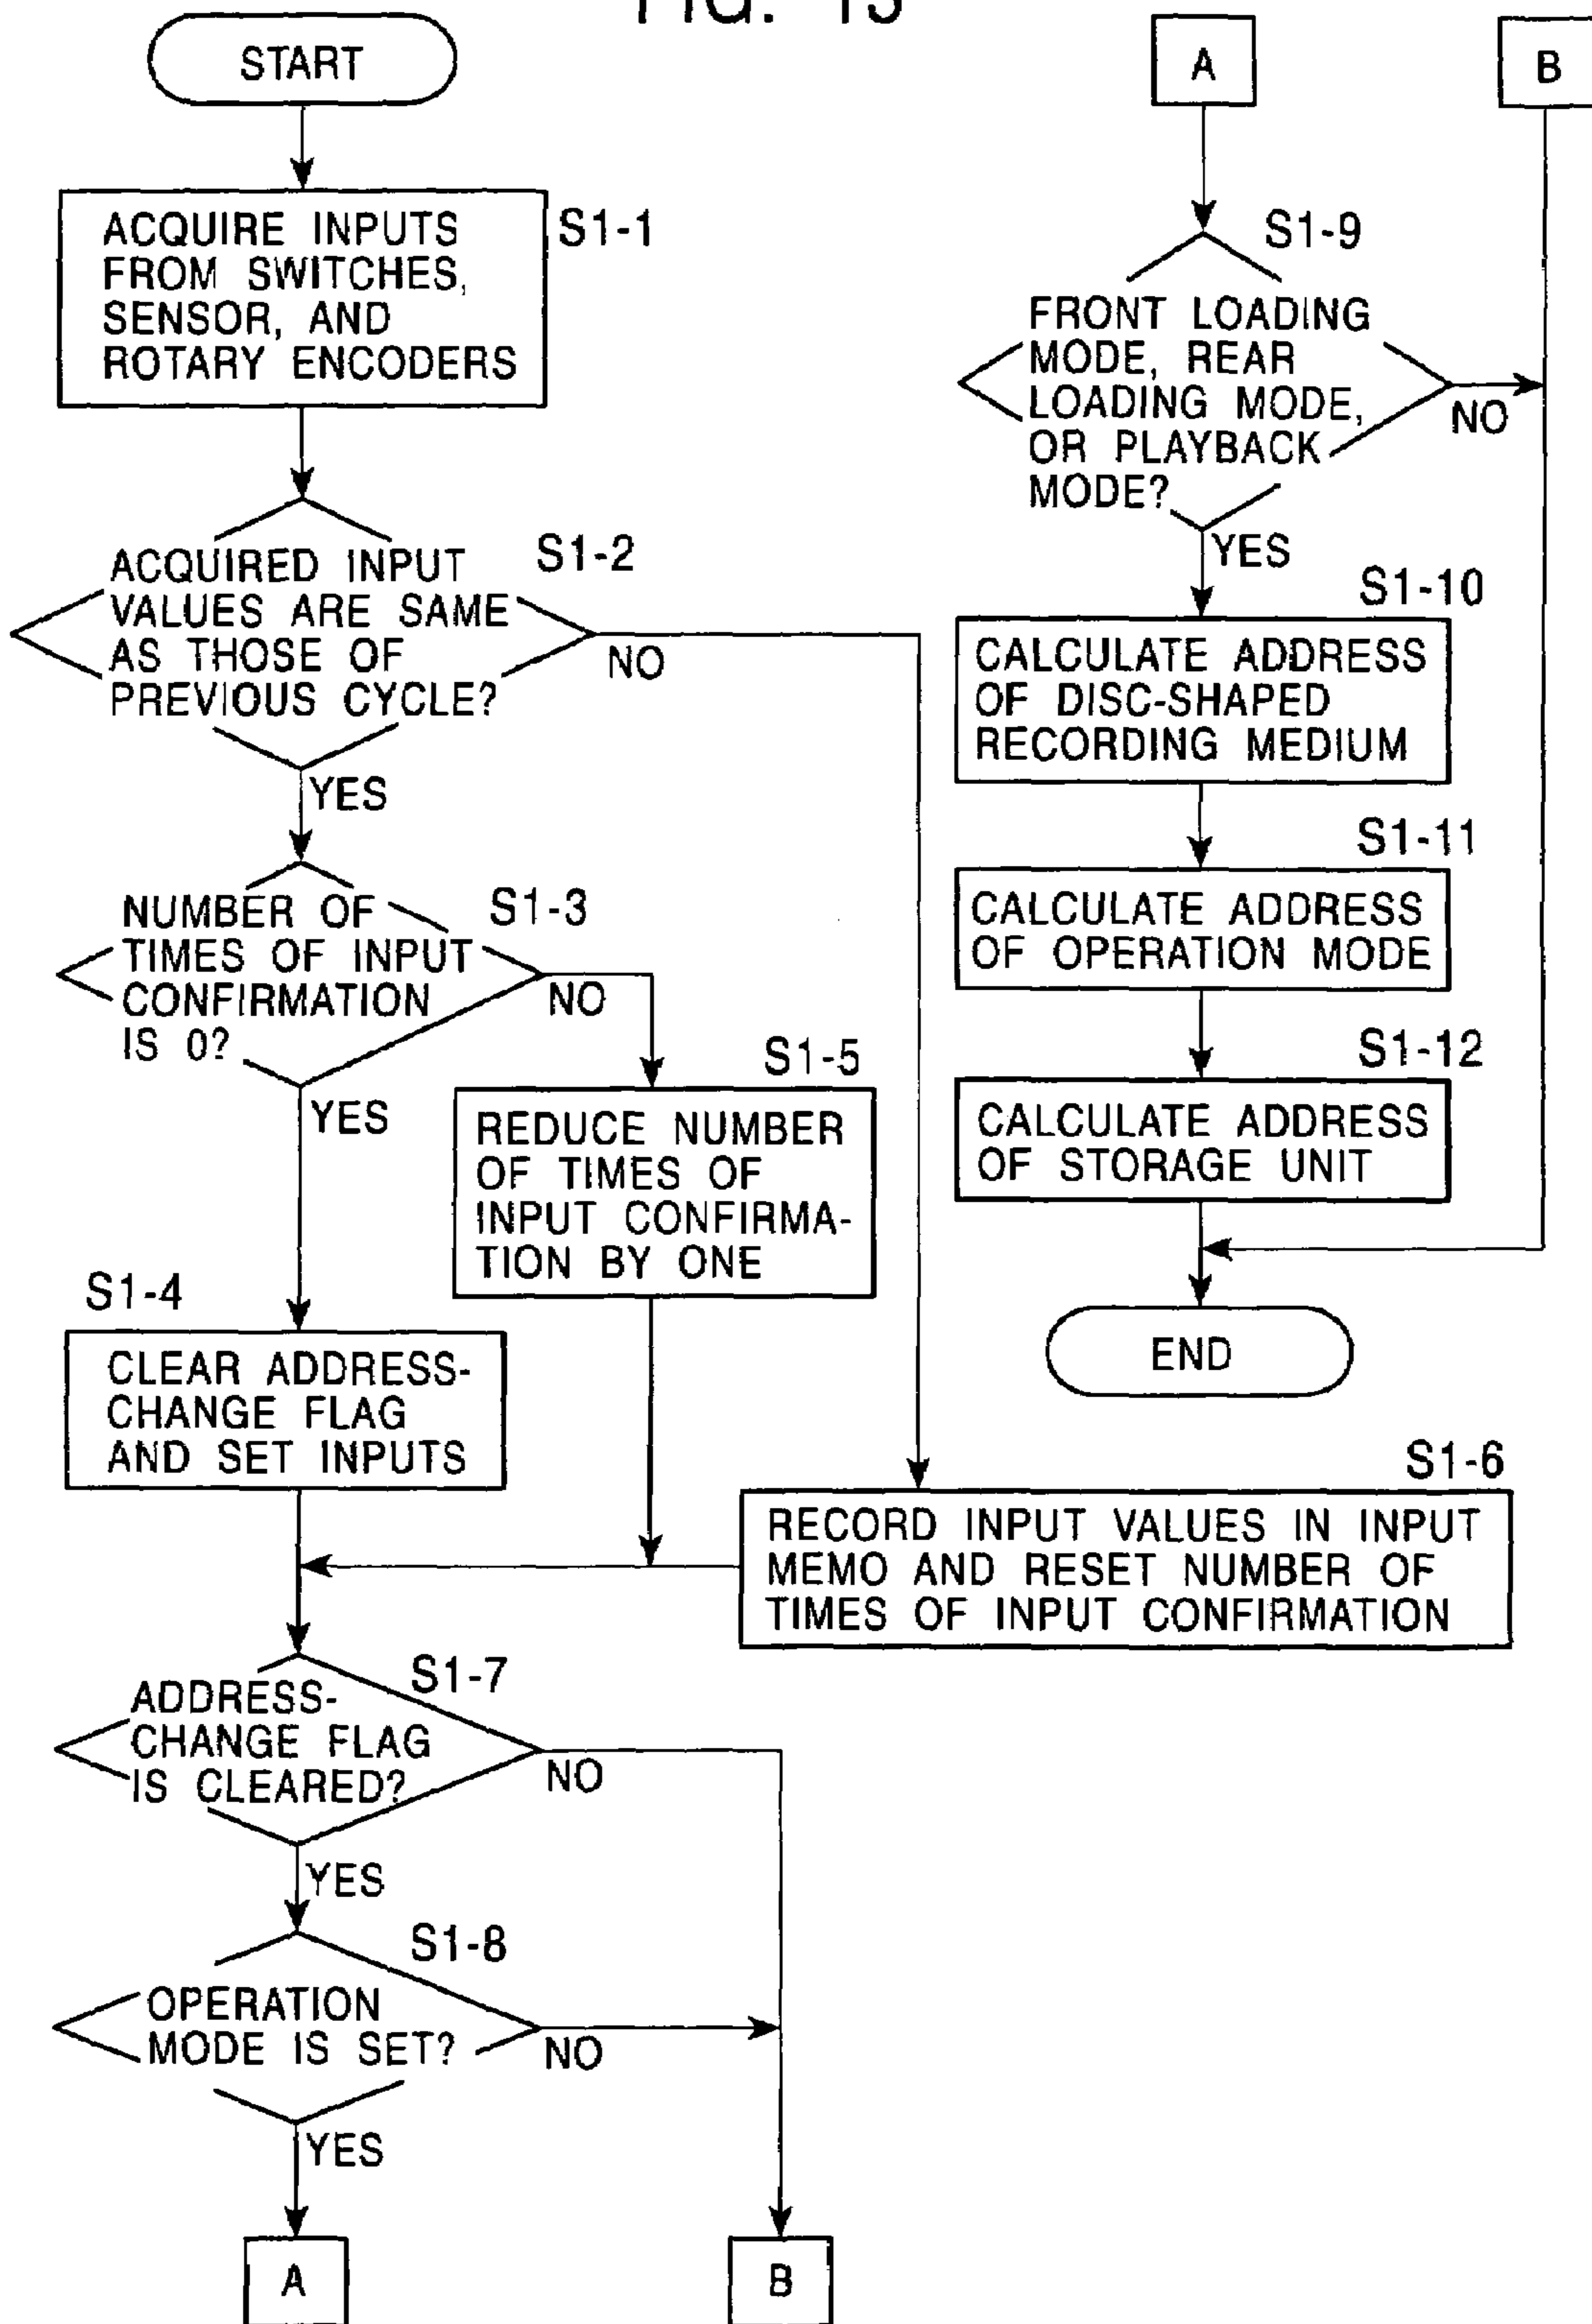 FIG. 13
START
S1-1
ACQUIRE INPUTS
FROM SWITCHES,
SENSOR, AND
ROTARY ENCODERS
S1-2
ACQUIRED INPUT
VALUES ARE SAME
AS THOSE OF
PREVIOUS CYCLE?
NO
YES
S1-3
NUMBER OF
TIMES OF INPUT
CONFIRMATION
IS 0?
NO
YES
S1-5
REDUCE NUMBER
OF TIMES OF
INPUT CONFIRMA-
TION BY ONE
S1-4
CLEAR ADDRESS-
CHANGE FLAG
AND SET INPUTS
S1-6
RECORD INPUT VALUES IN INPUT
MEMO AND RESET NUMBER OF
TIMES OF INPUT CONFIRMATION
S1-7
ADDRESS-
CHANGE FLAG
IS CLEARED?
NO
YES
S1-8
OPERATION
MODE IS SET?
NO
YES
A
B
A
B
S1-9
FRONT LOADING
MODE, REAR
LOADING MODE,
OR PLAYBACK
MODE?
NO
YES
S1-10
CALCULATE ADDRESS
OF DISC-SHAPED
RECORDING MEDIUM
S1-11
CALCULATE ADDRESS
OF OPERATION MODE
S1-12
CALCULATE ADDRESS
OF STORAGE UNIT
END